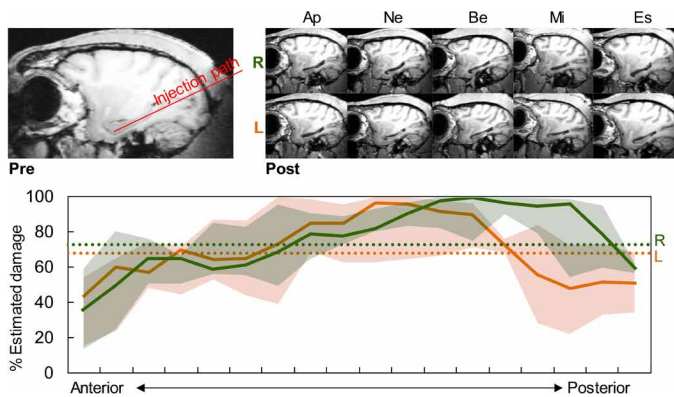 Ap Ne Be Mi Es
Injection path
R
L
Pre
Post
% Estimated damage
100
80
60
40
20
0
R
L
Anterior
Posterior